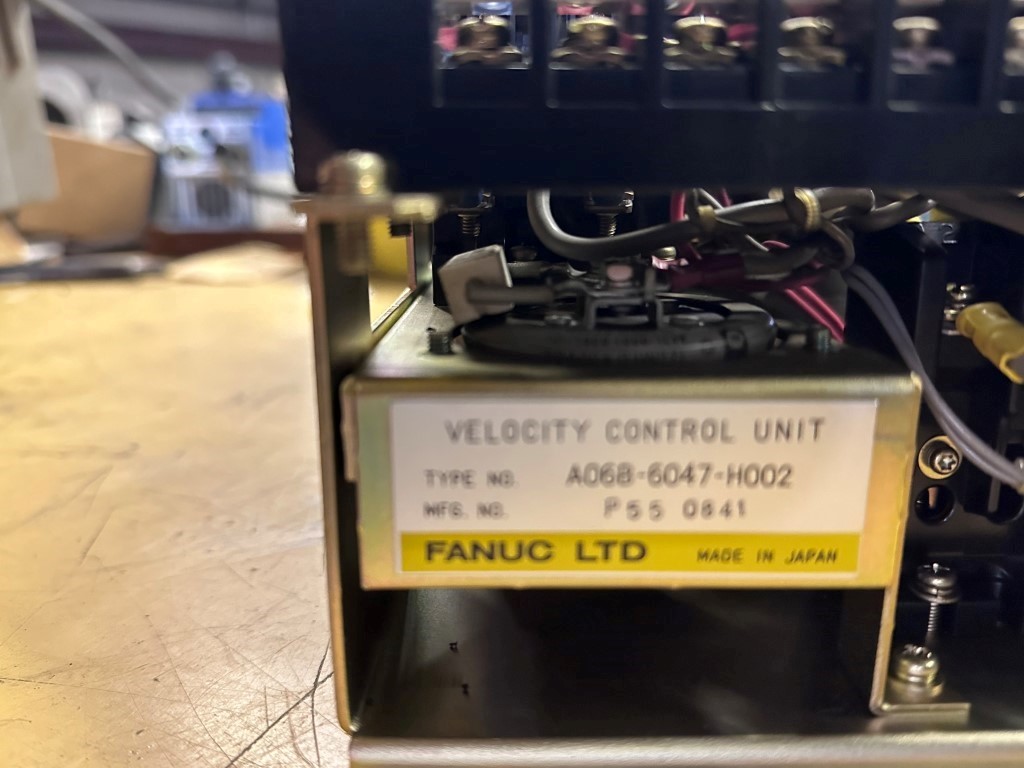 VELOCITY CONTROL UNIT
TYPE NO. A06B-6047-H002
MFG. NO. P55 0841
FANUC LTD MADE IN JAPAN